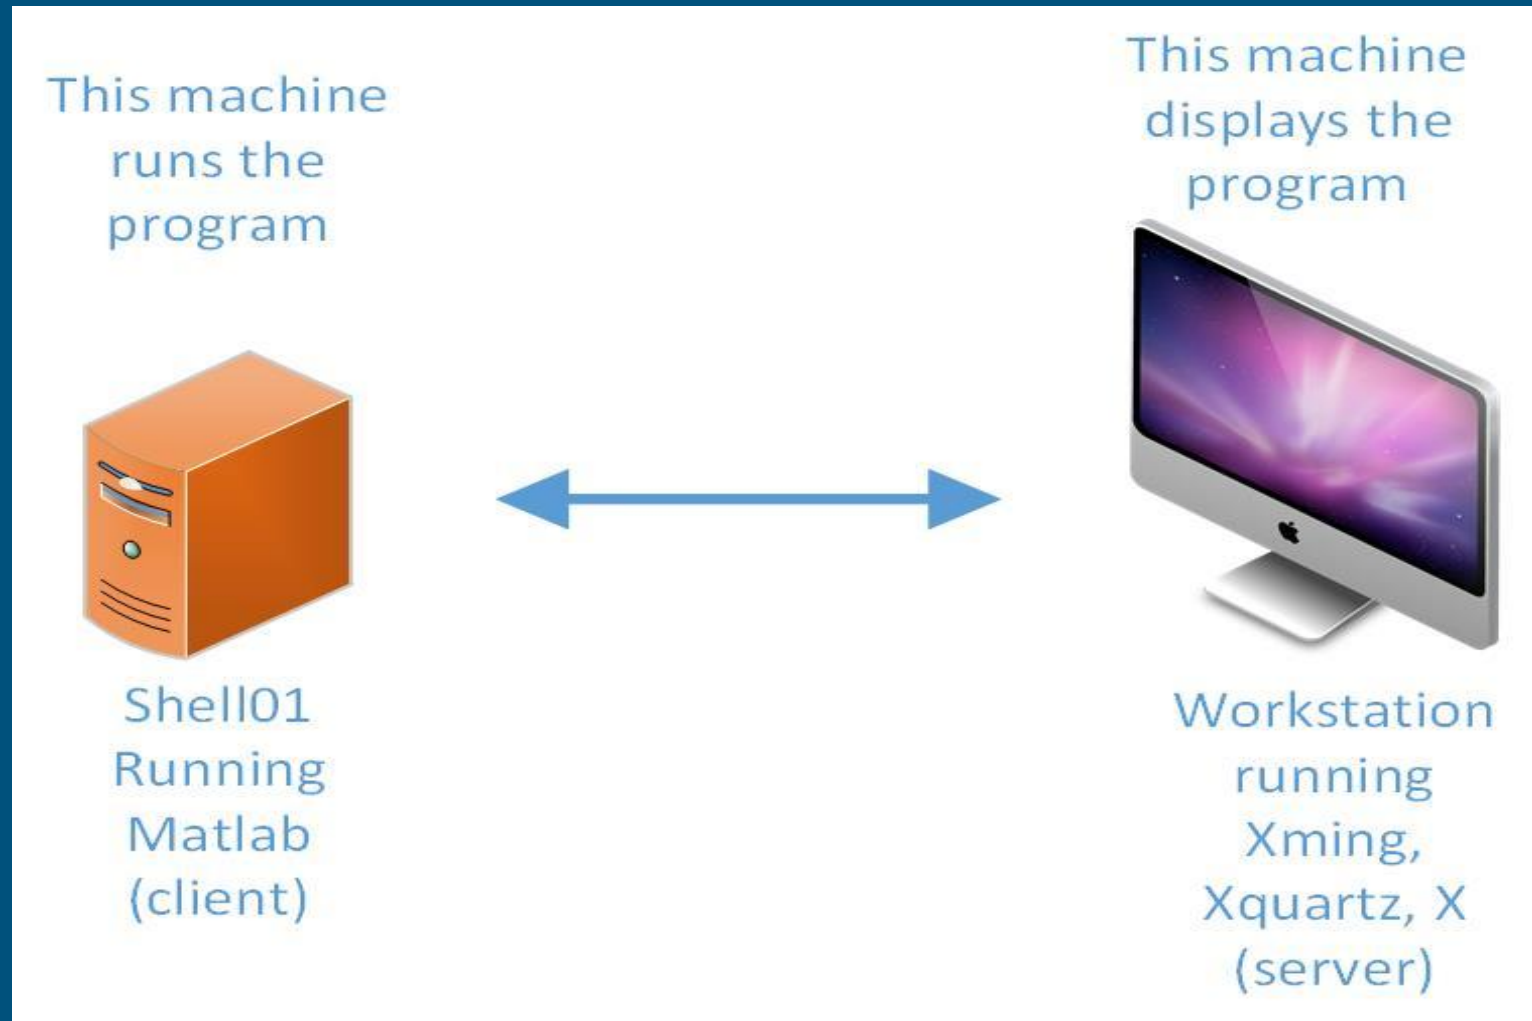 This machine
runs the
program
Shell01
Running
Matlab
(client)
This machine
displays the
program
Workstation
running
Xming,
Xquartz, X
(server)